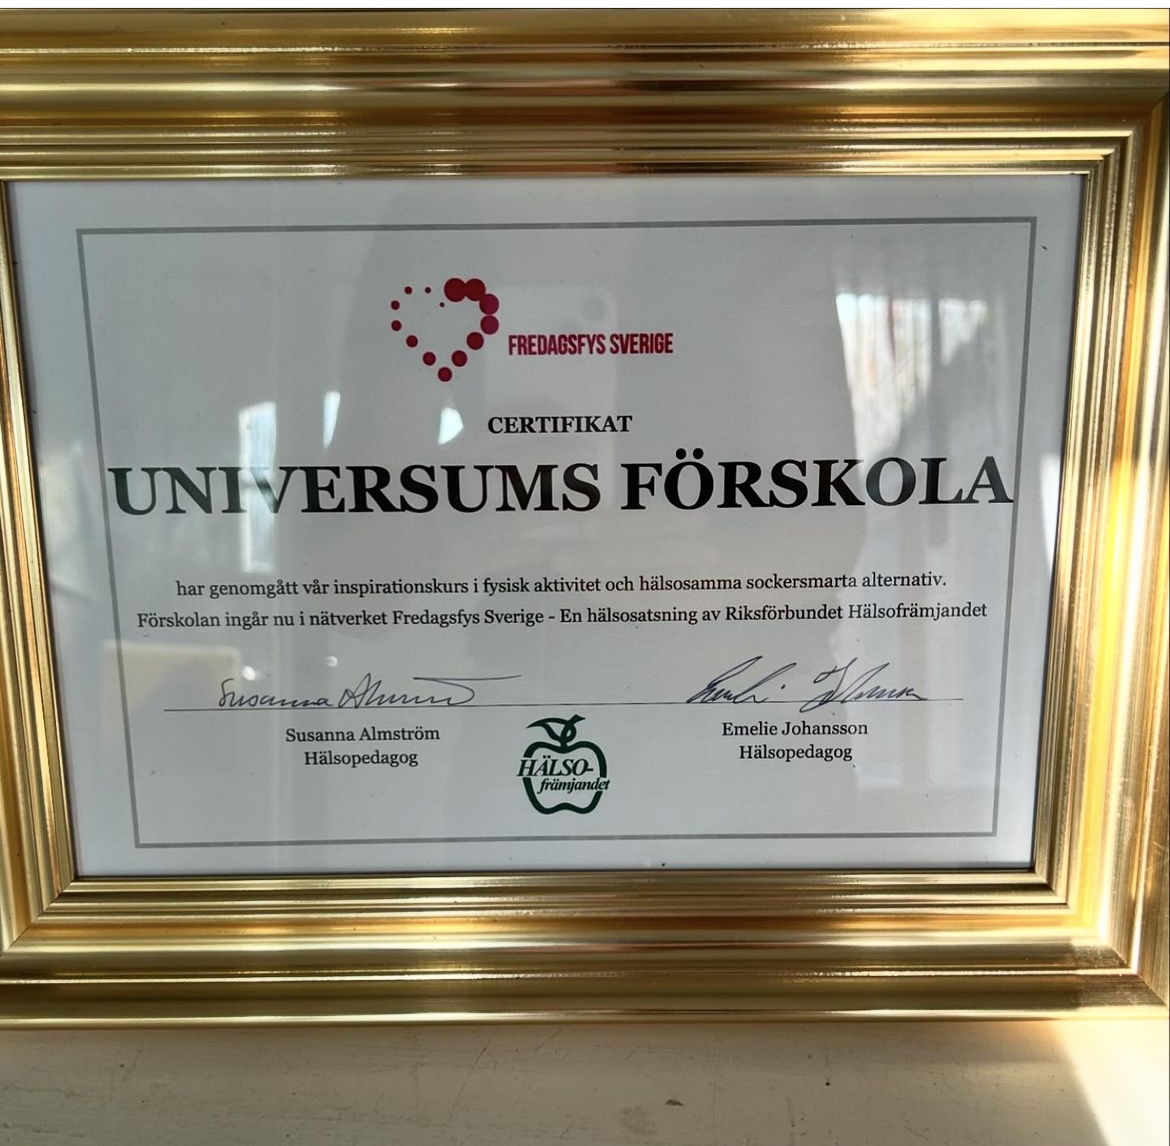 FREDAGSFYS SVERIGE
CERTIFIKAT
UNIVERSUMS FÖRSKOLA
har genomgått vår inspirationskurs i fysisk aktivitet och hälsosamma sockersmarta alternativ.
Förskolan ingår nu i nätverket Fredagsfys Sverige - En hälsosatsning av Riksförbundet Hälsofrämjandet
Susanna Almström
Hälsopedagog
Emelie Johansson
Hälsopedagog
HÄLSO-
främjandet